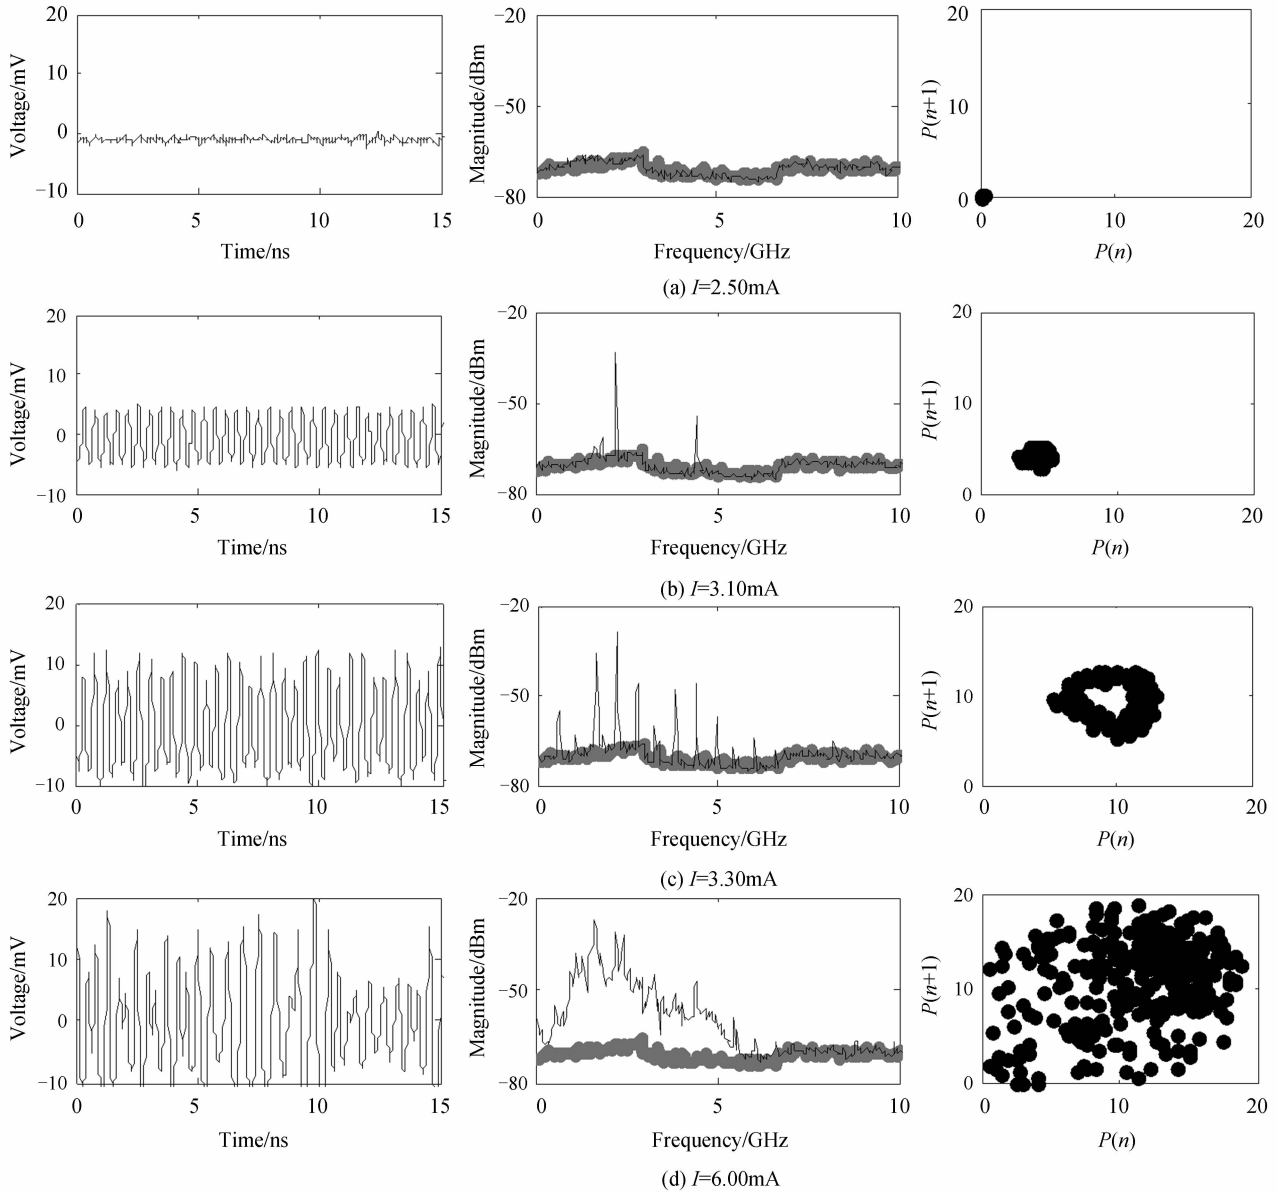 20
10
0
−10
Voltage/mV
0 5 10 15
Time/ns
−20
−50
−80
Magnitude/dBm
0 5 10
Frequency/GHz
20
10
0
P(n+1)
0 10 20
P(n)
(a) I=2.50mA
20
10
0
−10
Voltage/mV
0 5 10 15
Time/ns
−20
−50
−80
Magnitude/dBm
0 5 10
Frequency/GHz
20
10
0
P(n+1)
0 10 20
P(n)
(b) I=3.10mA
20
10
0
−10
Voltage/mV
0 5 10 15
Time/ns
−20
−50
−80
Magnitude/dBm
0 5 10
Frequency/GHz
20
10
0
P(n+1)
0 10 20
P(n)
(c) I=3.30mA
20
10
0
−10
Voltage/mV
0 5 10 15
Time/ns
−20
−50
−80
Magnitude/dBm
0 5 10
Frequency/GHz
20
10
0
P(n+1)
0 10 20
P(n)
(d) I=6.00mA